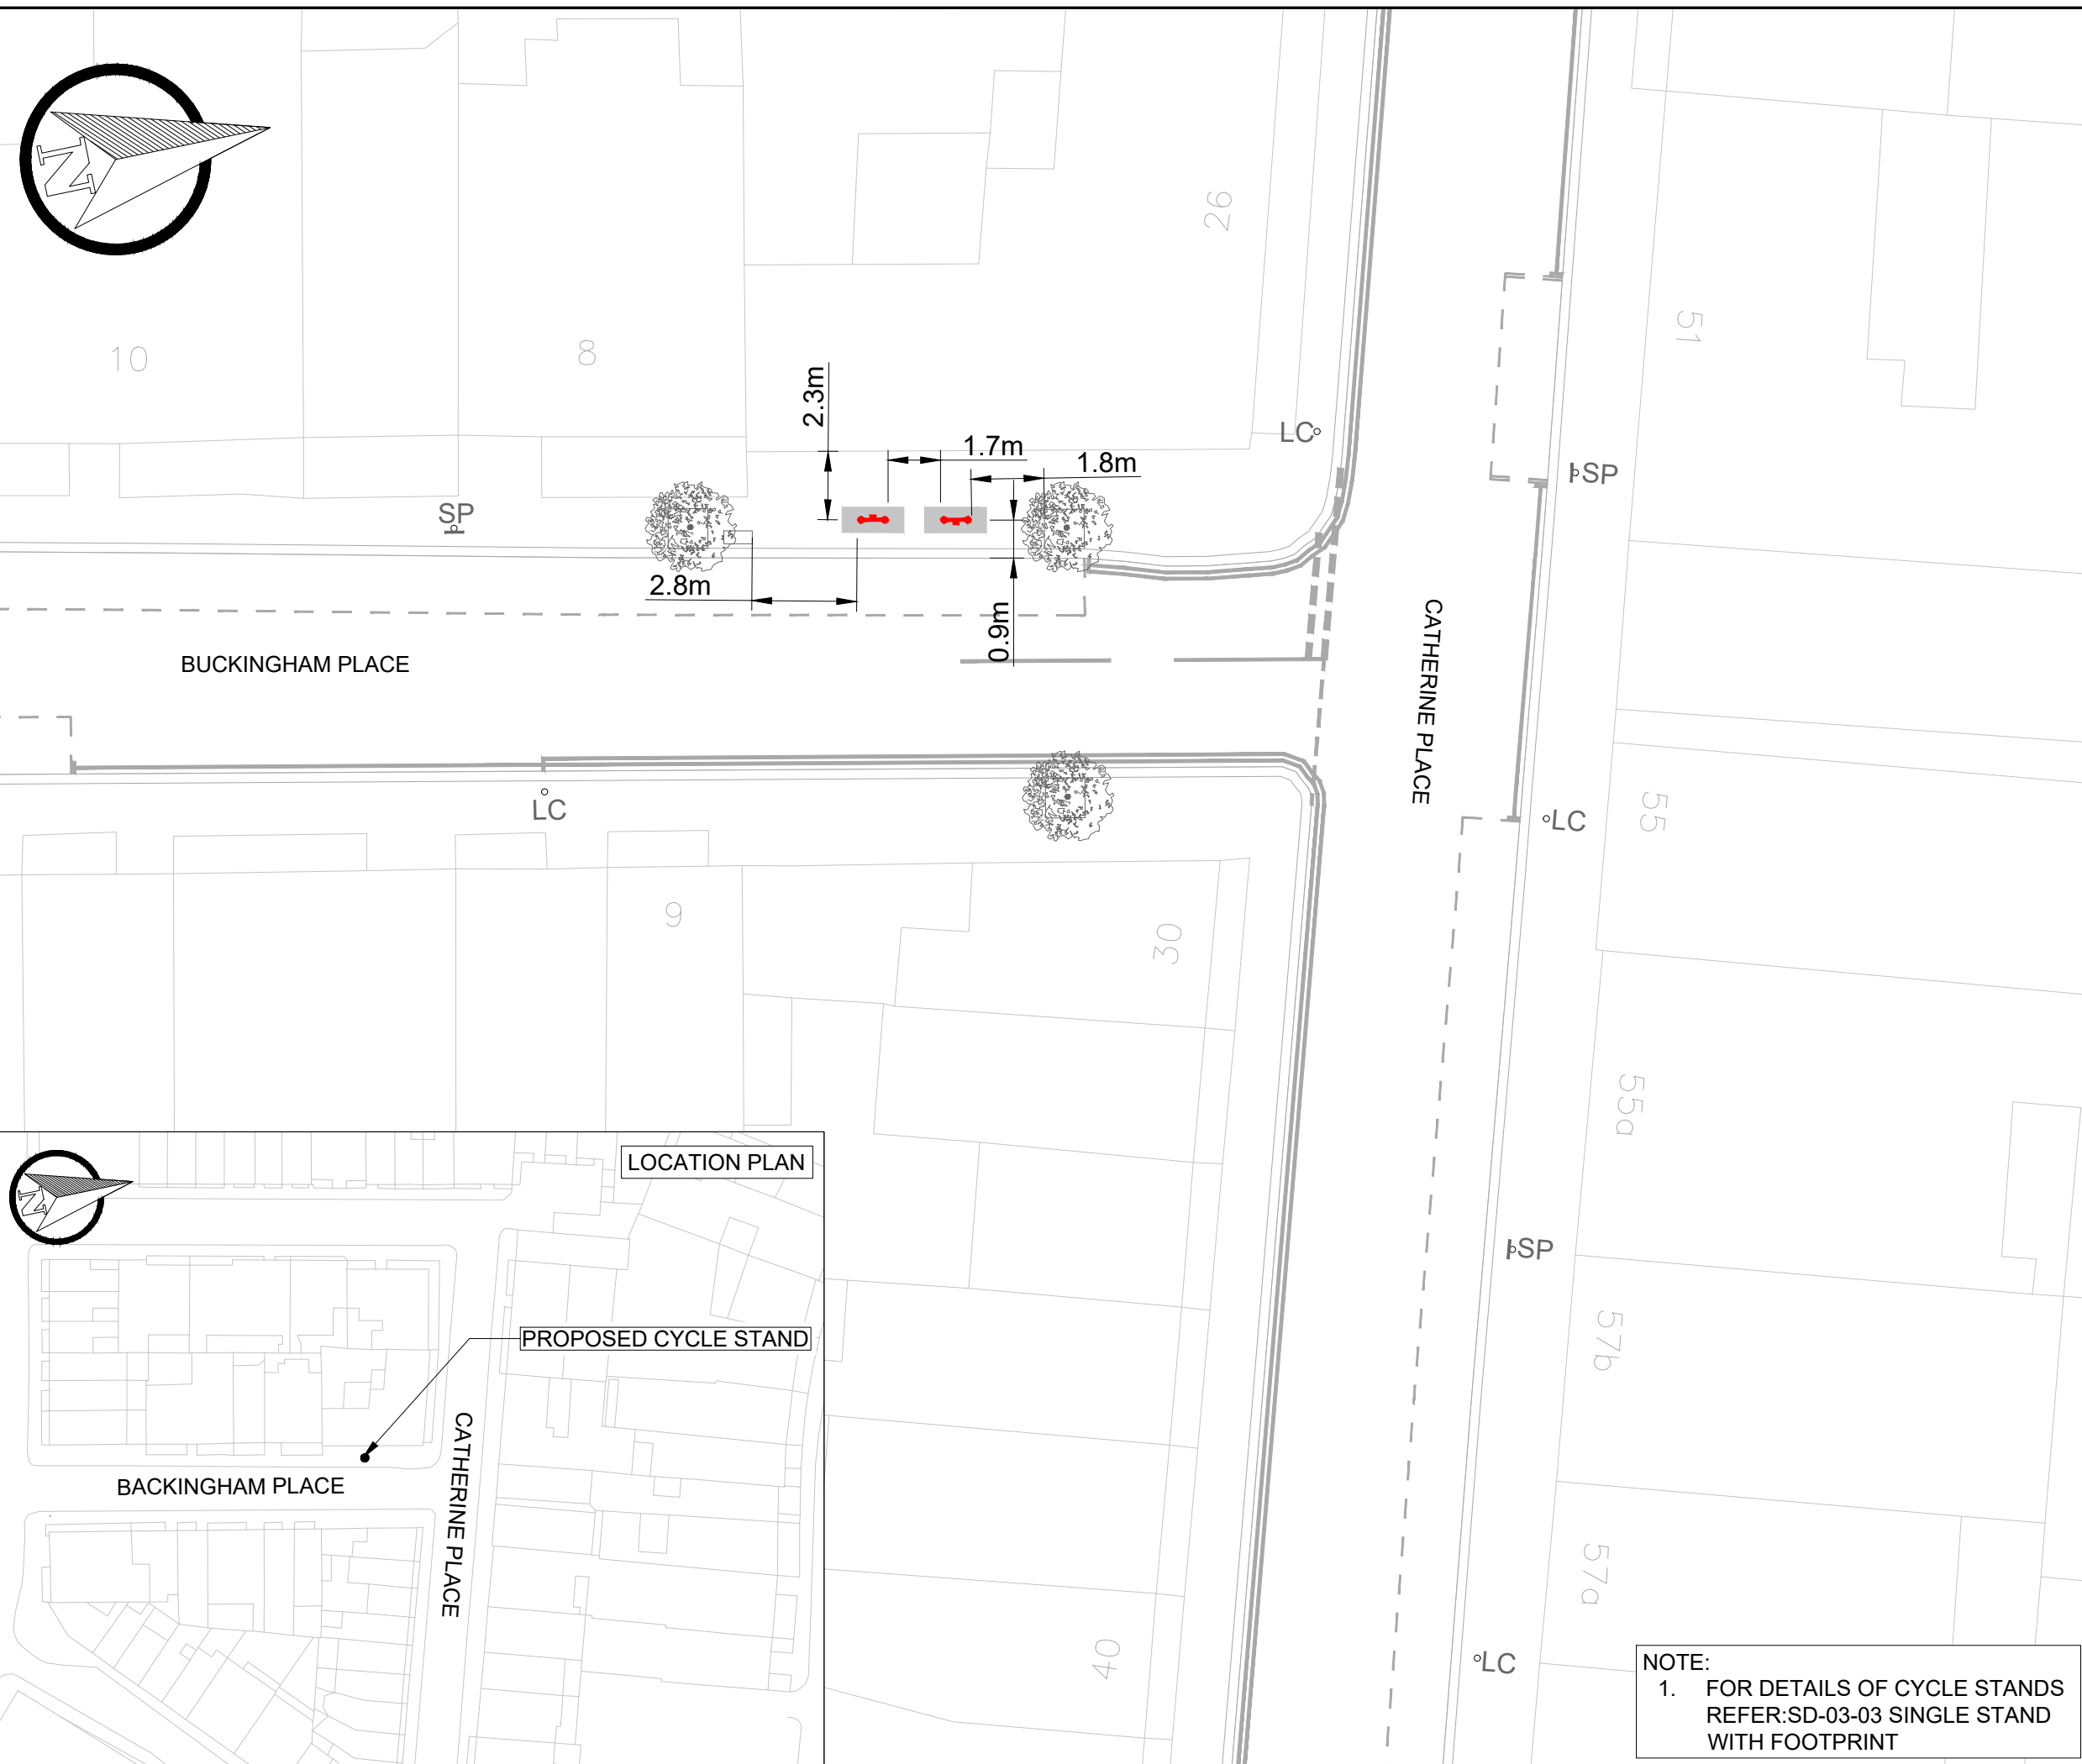 N
26
51
10
8
2.3m
1.7m
1.8m
LC
SP
SP
2.8m
0.9m
BUCKINGHAM PLACE
CATHERINE PLACE
LC
LC
55
9
30
55a
LOCATION PLAN
N
SP
PROPOSED CYCLE STAND
57b
CATHERINE PLACE
BACKINGHAM PLACE
57a
40
LC
NOTE:
1. FOR DETAILS OF CYCLE STANDS
REFER:SD-03-03 SINGLE STAND
WITH FOOTPRINT